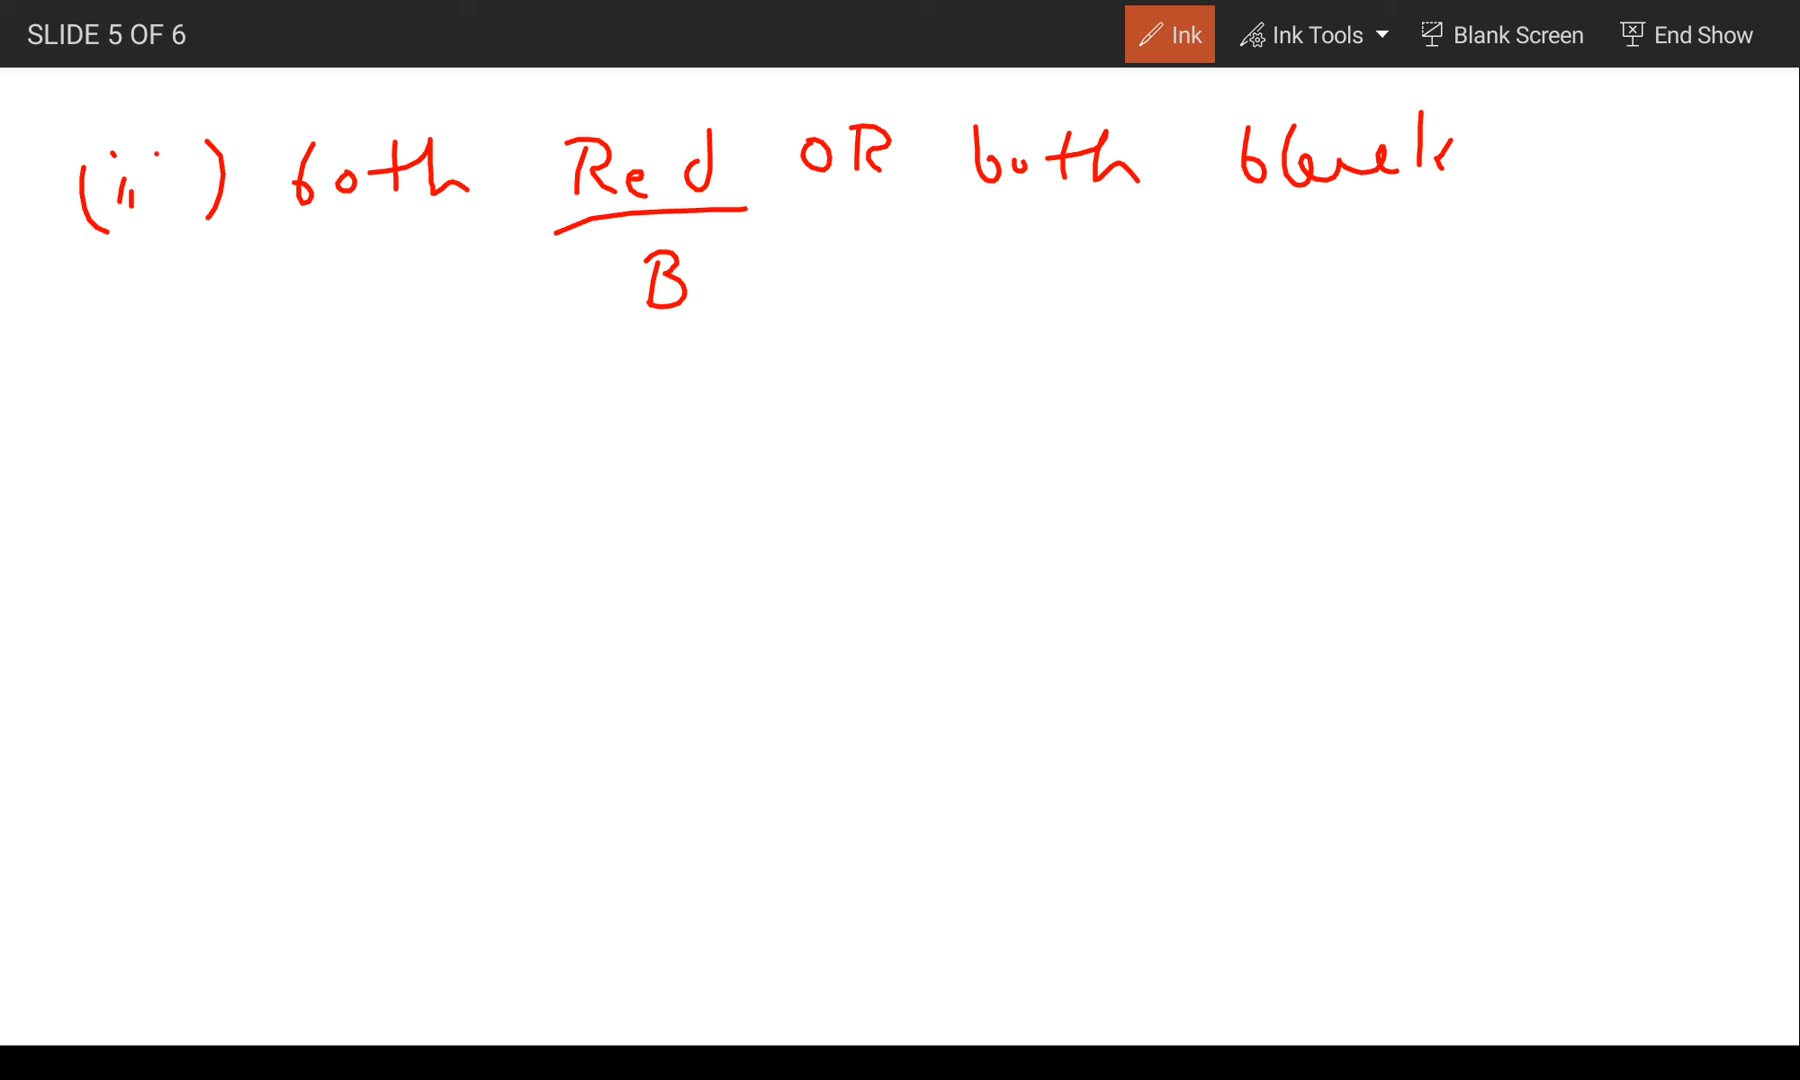 SLIDE 5 OF 6 Ink Ink Tools Blank Screen End Show
(ii) both Red OR both black
B